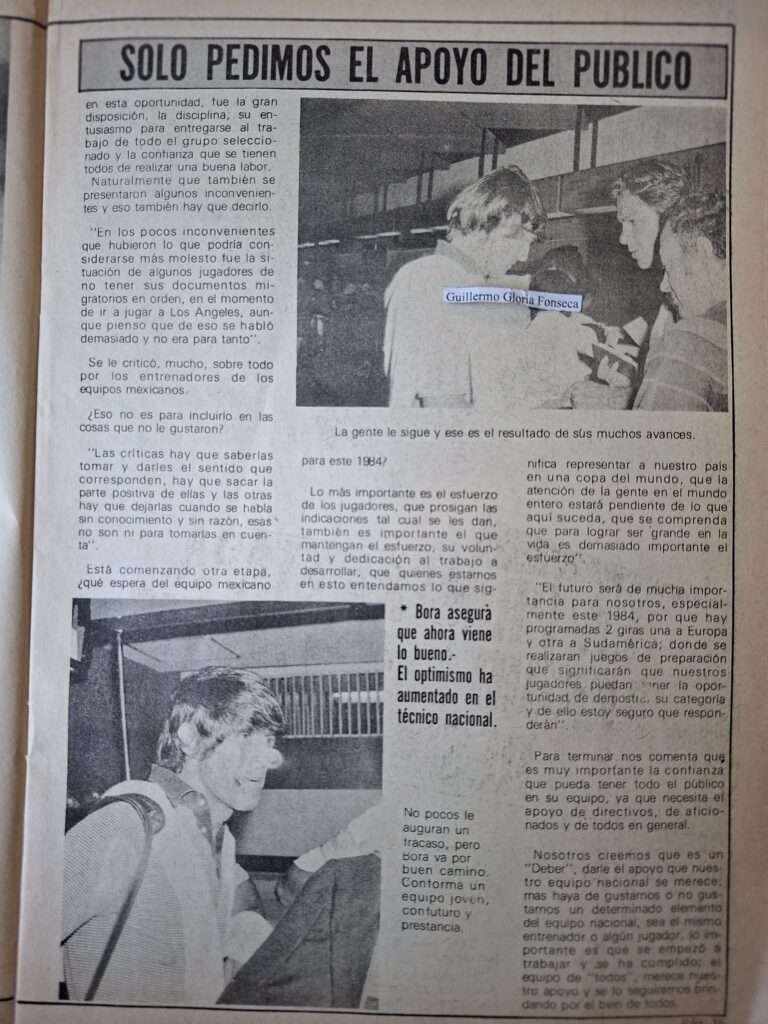 SOLO PEDIMOS EL APOYO DEL PUBLICO
en esta oportunidad, fue la gran
disposición, la disciplina, su en-
tusiasmo para entregarse al tra-
bajo de todo el grupo seleccio-
nado y la confianza que se tienen
todos de realizar una buena labor.
Naturalmente que también se
presentaron algunos inconvenien-
tes y eso también hay que decirlo.
"En los pocos inconvenientes
que hubieron lo que podría con-
siderarse más molesto fue la si-
tuación de algunos jugadores de
no tener sus documentos mi-
gratorios en orden, en el momento
de ir a jugar a Los Angeles, aun-
que pienso que de eso se habló
demasiado y no era para tanto".
Se le criticó, mucho, sobre todo
por los entrenadores de los
equipos mexicanos.
¿Eso no es para incluirlo en las
cosas que no le gustaron?
"Las críticas hay que saberlas
tomar y darles el sentido que
corresponden, hay que sacar la
parte positiva de ellas y las otras
hay que dejarlas cuando se habla
sin conocimiento y sin razón, esas
no son ni para tomarlas en cuen-
ta".
Está comenzando otra etapa,
¿qué espera del equipo mexicano
Guillermo Gloria Fonseca
La gente le sigue y ese es el resultado de sus muchos avances.
para este 1984?
Lo más importante es el esfuerzo
de los jugadores, que prosigan las
indicaciones tal cual se les dan,
también es importante el que
mantengan el esfuerzo, su volun-
tad y dedicación al trabajo a
desarrollar, que quienes estamos
en esto entendamos lo que sig-
* Bora asegura
que ahora viene
lo bueno.-
El optimismo ha
aumentado en el
técnico nacional.
No pocos le
auguran un
fracaso, pero
Bora va por
buen camino.
Conforma un
equipo joven,
con futuro y
prestancia.
nifica representar a nuestro país
en una copa del mundo, que la
atención de la gente en el mundo
entero estará pendiente de lo que
aquí suceda, que se comprenda
que para lograr ser grande en la
vida es demasiado importante el
esfuerzo".
"El futuro será de mucha impor-
tancia para nosotros, especial-
mente este 1984, por que hay
programadas 2 giras una a Europa
y otra a Sudamérica; donde se
realizaran juegos de preparación
que significarán que nuestros
jugadores puedan la opor-
tunidad de su categoría
y de ello estoy seguro que respon-
derán".
Para terminar nos comenta que
es muy importante la confianza
que pueda tener todo el público
en su equipo, ya que necesita el
apoyo de directivos, de aficio-
nados y de todos en general.
Nosotros creemos que es un
"Deber", darle el apoyo que nues-
tro equipo nacional se merece;
mas haya de gustarnos o no gus-
tarnos un determinado elemento
del equipo nacional, sea el mismo
entrenador o algún jugador, lo im-
portante es que se empezó a
trabajar y se ha cumplido; el
equipo de "todos", merece nues-
tro apoyo y se lo seguiremos brin-
dando por el bien de todos.